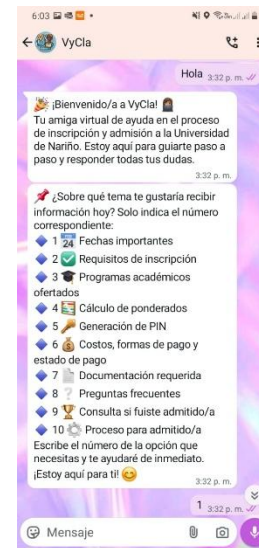 6:03
VyCla
Hola 3:32 p. m.
¡Bienvenido/a a VyCla!
Tu amiga virtual de ayuda en el proceso
de inscripción y admisión a la Universidad
de Nariño. Estoy aquí para guiarte paso a
paso y responder todas tus dudas.
3:32 p. m.
¿Sobre qué tema te gustaría recibir
información hoy? Solo indica el número
correspondiente:
1 24 Fechas importantes
2 Requisitos de inscripción
3 Programas académicos
ofertados
4 Cálculo de ponderados
5 Generación de PIN
6 Costos, formas de pago y
estado de pago
7 Documentación requerida
8 Preguntas frecuentes
9 Consulta si fuiste admitido/a
10 Proceso para admitido/a
Escribe el número de la opción que
necesitas y te ayudaré de inmediato.
¡Estoy aquí para ti!
3:32 p. m.
1 3:32 p. m.
Mensaje